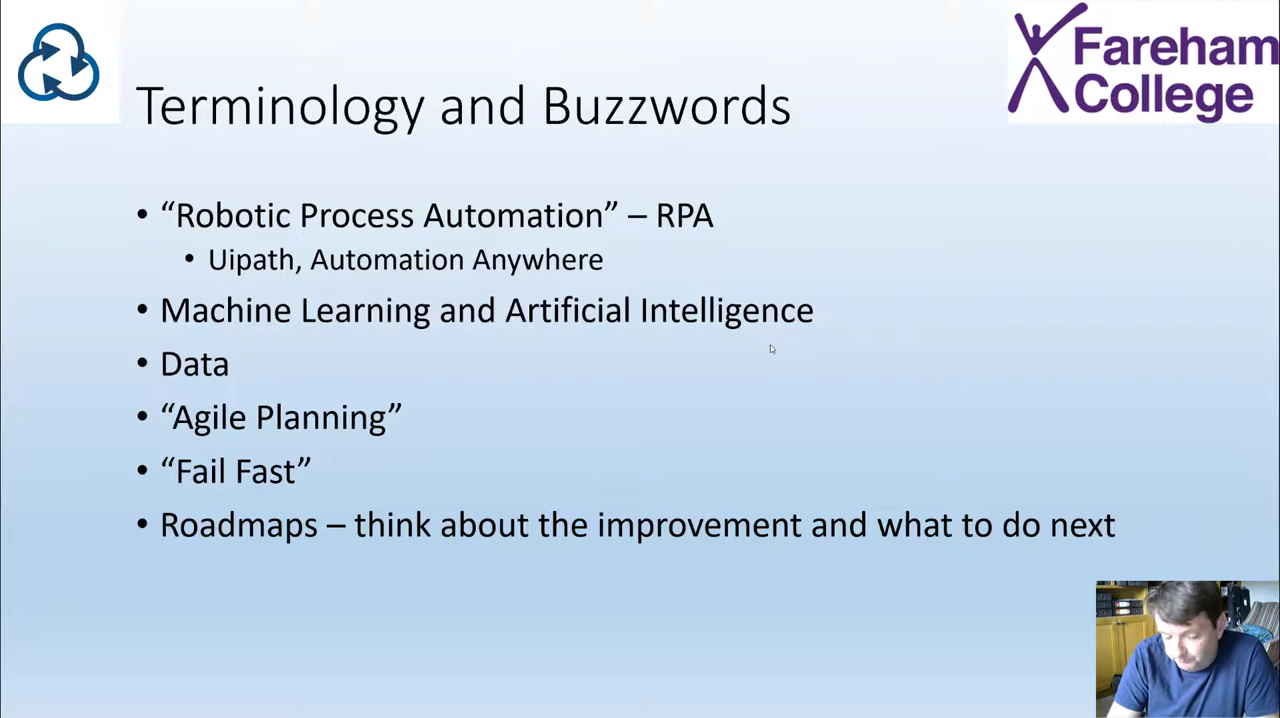 Fareham
College
Terminology and Buzzwords
• “Robotic Process Automation” – RPA
• Uipath, Automation Anywhere
• Machine Learning and Artificial Intelligence
• Data
• “Agile Planning”
• “Fail Fast”
• Roadmaps – think about the improvement and what to do next